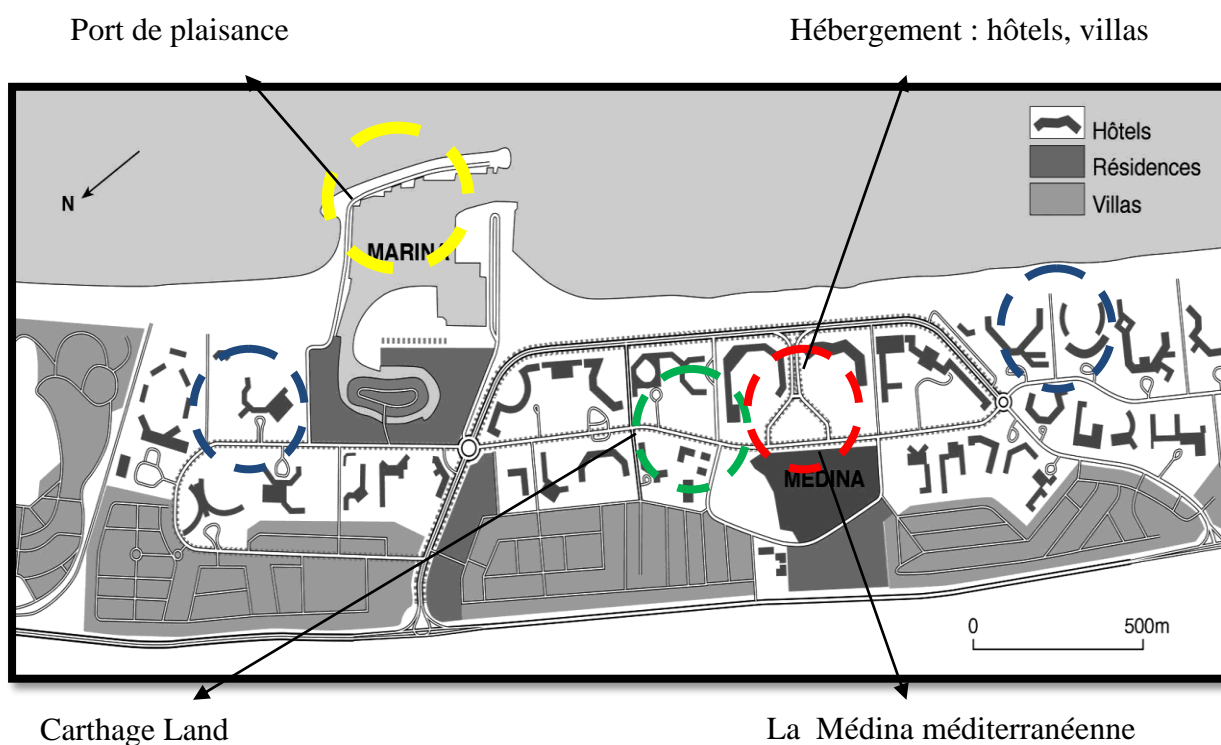 Port de plaisance
Hébergement : hôtels, villas
Hôtels
Résidences
Villas
N
MARINA
MEDINA
0 500m
Carthage Land
La Médina méditerranéenne